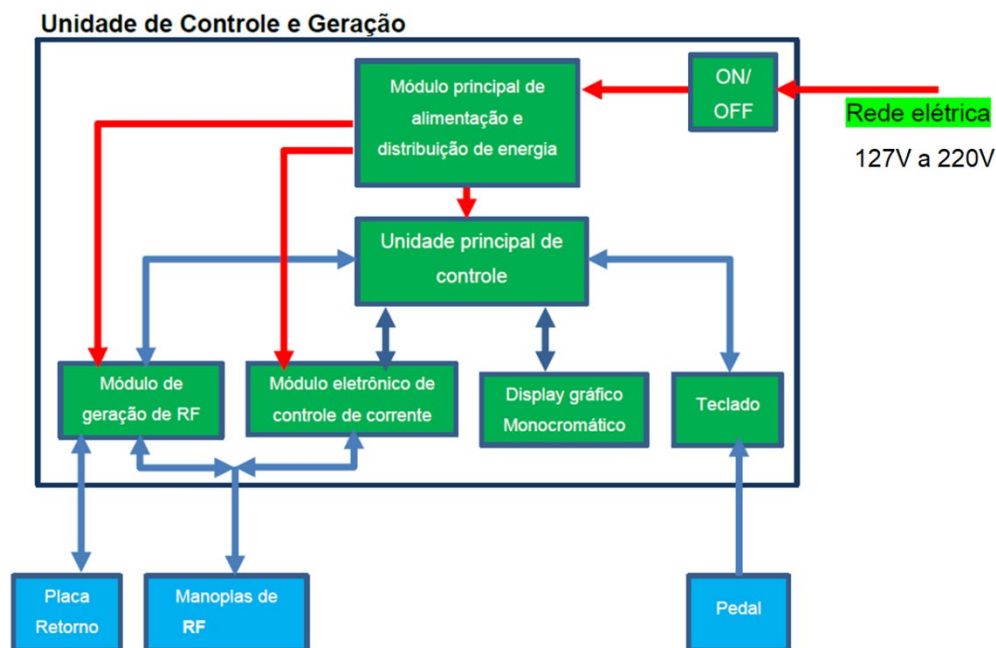 Unidade de Controle e Geração
Módulo principal de
alimentação e
distribuição de energia
ON/
OFF
Rede elétrica
127V a 220V
Unidade principal de
controle
Módulo de
geração de RF
Módulo eletrônico de
controle de corrente
Display gráfico
Monocromático
Teclado
Placa
Retorno
Manoplas de
RF
Pedal